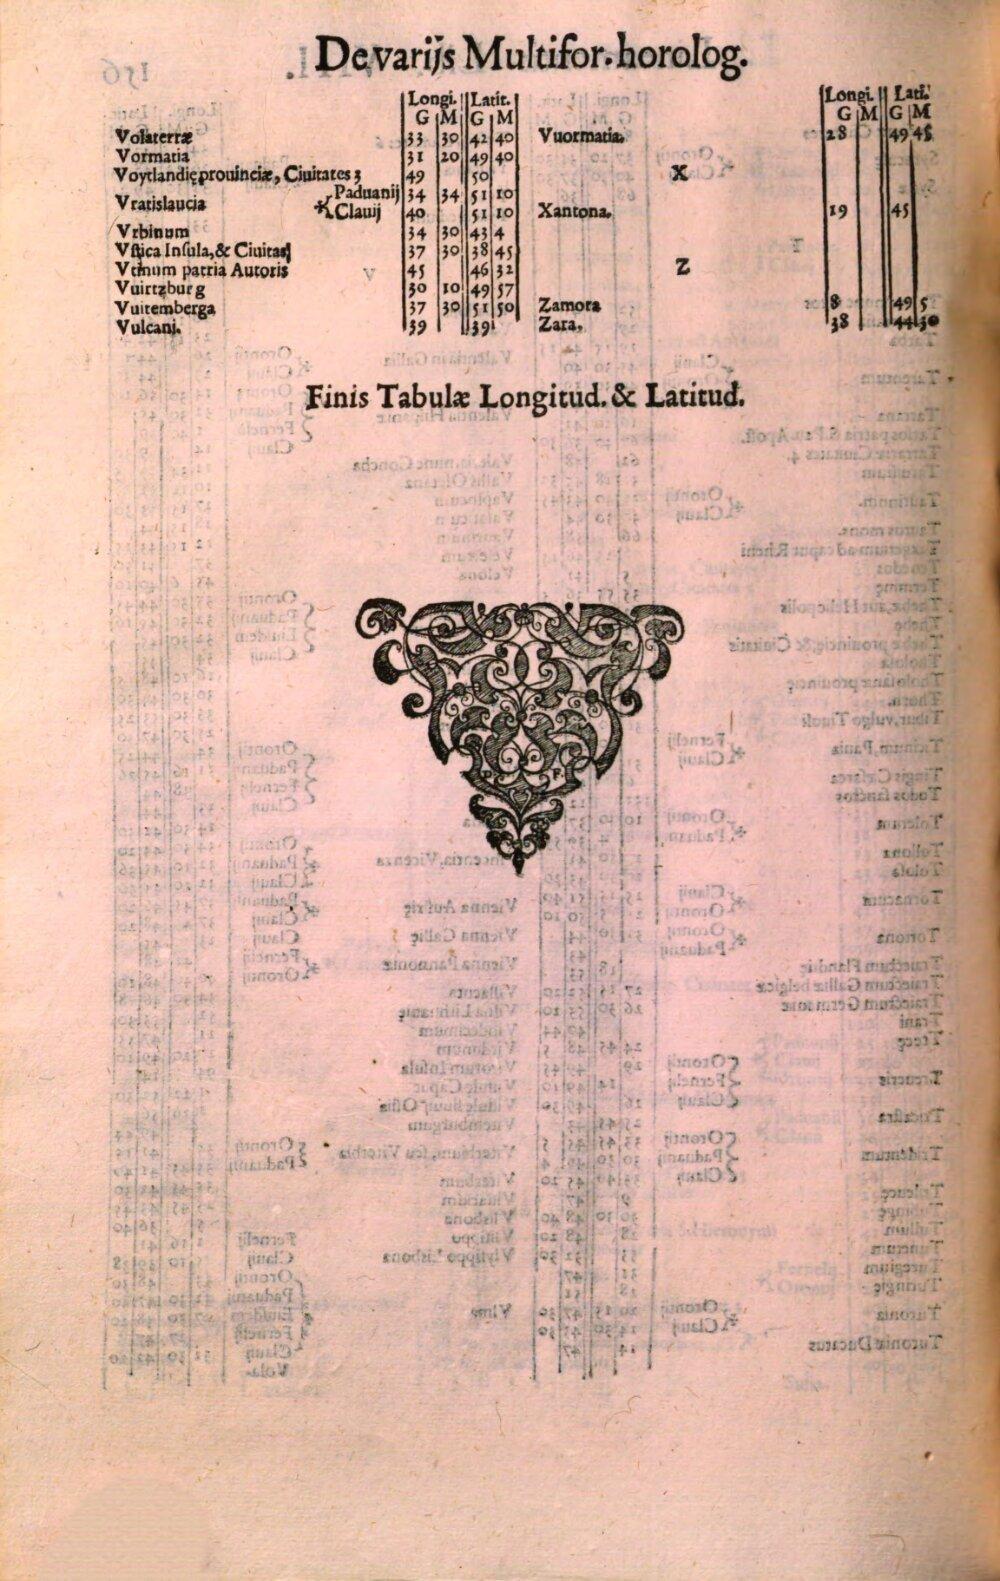 De varijs Multifor. horolog.
Longi. Latit.
G M G M
Volaterræ 33 30 42 40
Vormatia 31 20 49 40
Voytlandię prouinciæ, Ciuitates 3 49 50
Vratislaucia Paduanij 34 34 51 10
Clauij 40 51 10
Vrbinum 34 30 43 4
Vstica Insula, & Ciuitas 37 30 38 45
Vtinum patria Autoris 45 46 32
Vuirtzburg 30 10 49 57
Vuitemberga 37 30 51 50
Vulcani. 39 39
Longi. Lati.
G M G M
Vuormatia. 28 49 45
X
Xantona. 19 45
Z
Zamora 8 49 5
Zara. 38 44 30
Finis Tabulæ Longitud. & Latitud.
P. F.